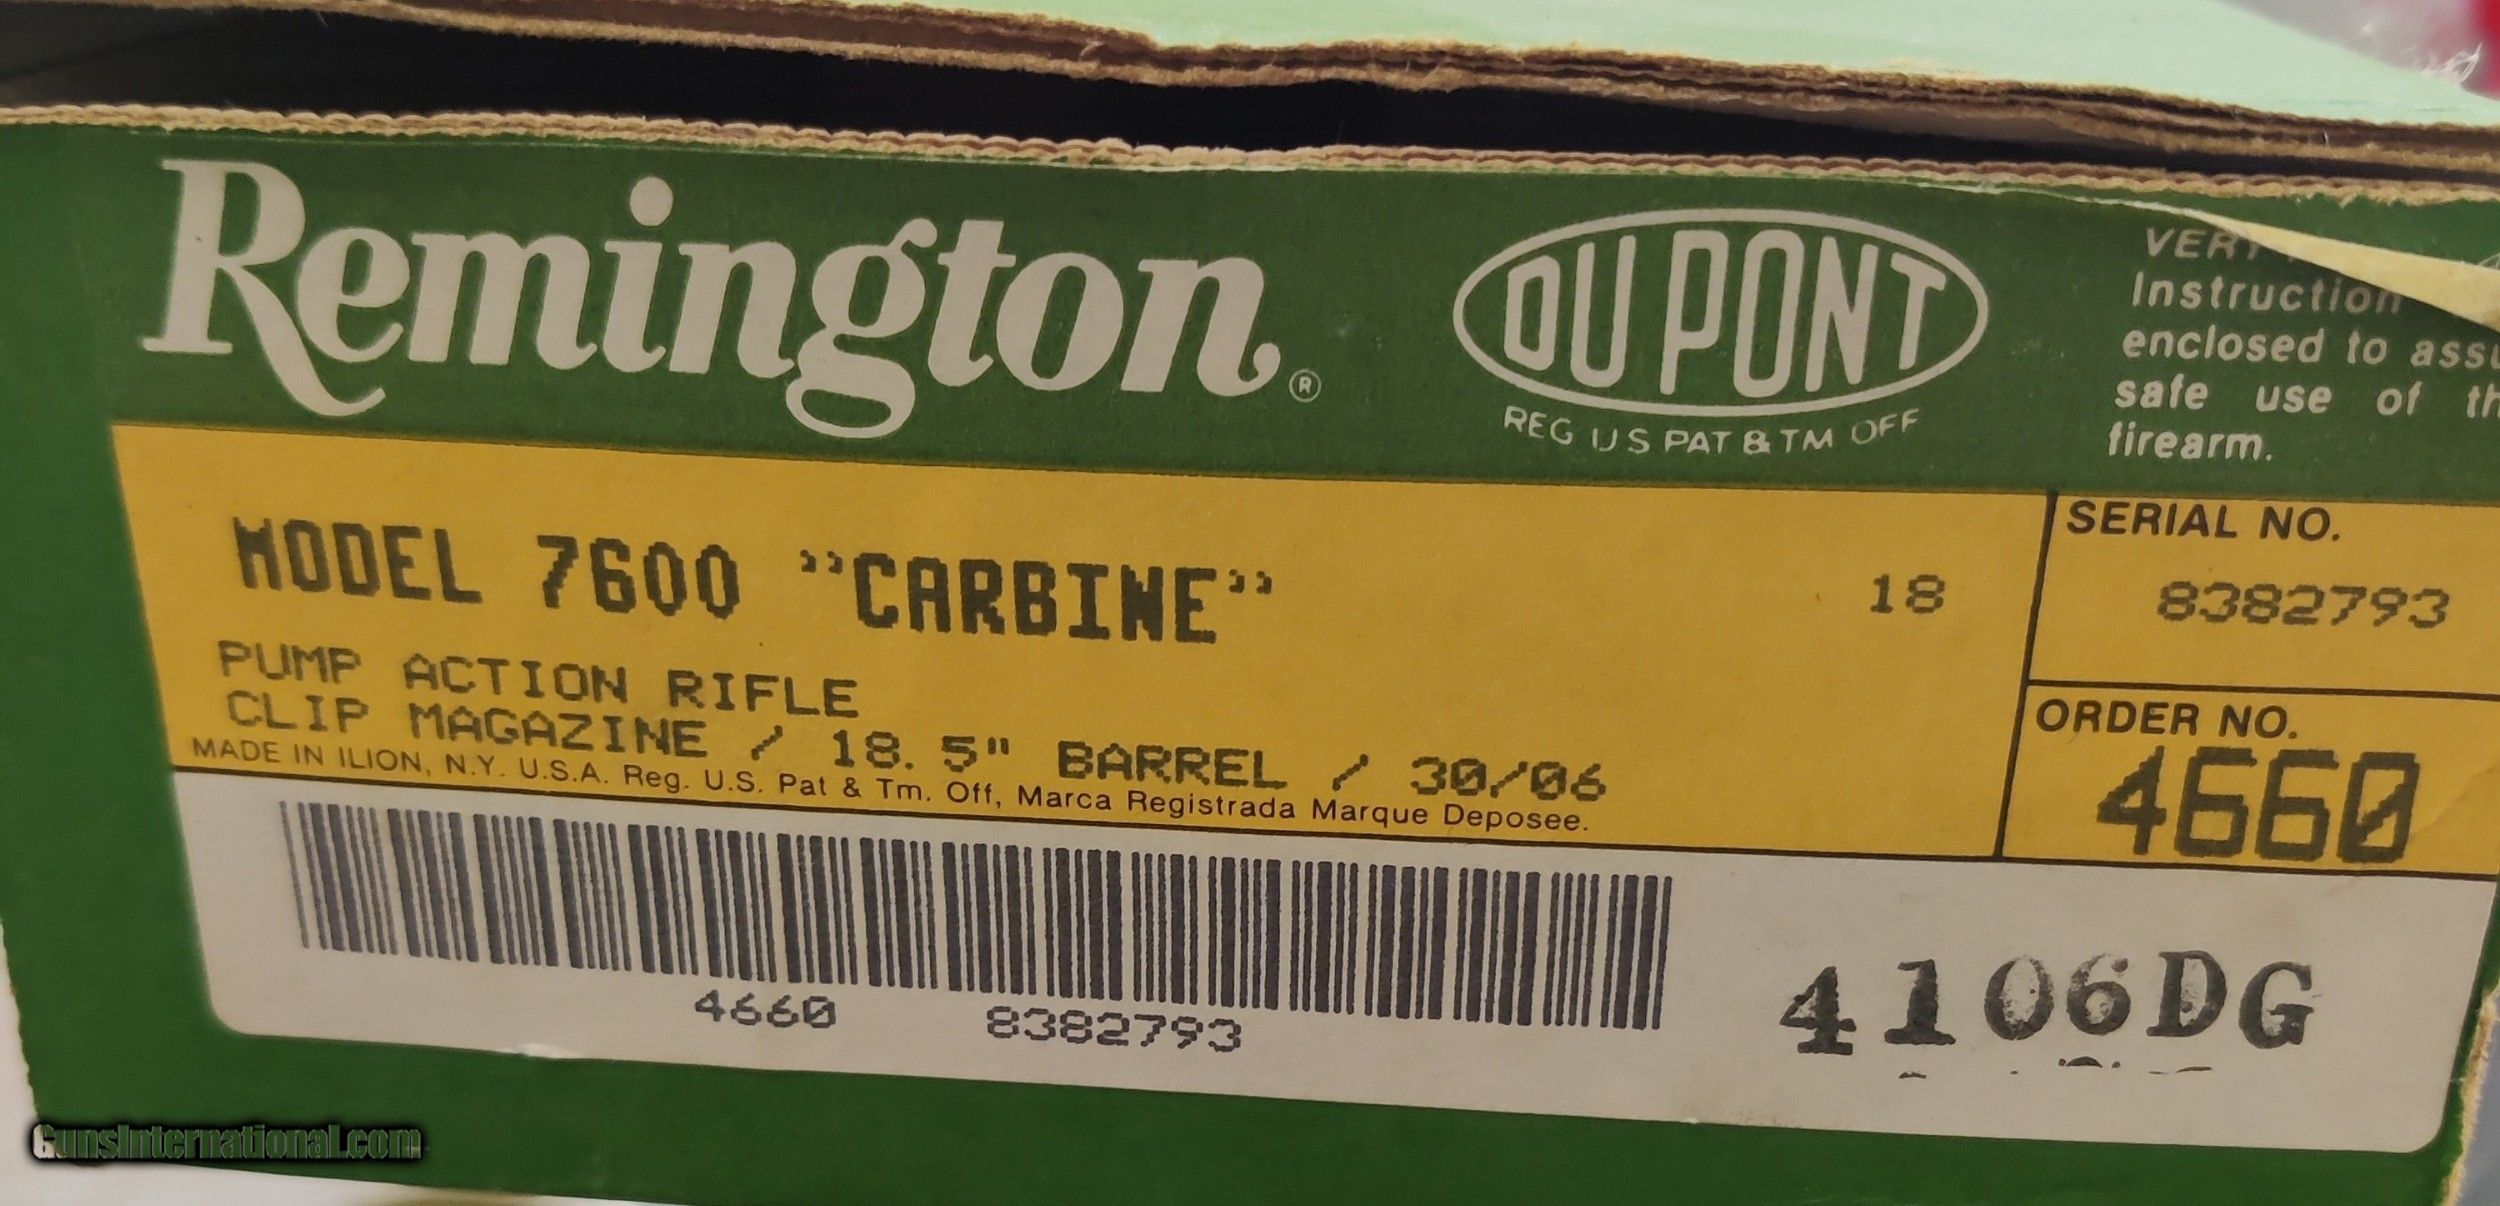 Remington®
DU PONT
REG US PAT & TM OFF
VERY
Instruction
enclosed to assu
safe use of th
firearm.
MODEL 7600 "CARBINE"
18
PUMP ACTION RIFLE
CLIP MAGAZINE / 18.5" BARREL / 30/06
MADE IN ILION, N.Y. U.S.A. Reg. U.S. Pat & Tm. Off, Marca Registrada Marque Deposee.
SERIAL NO.
8382793
ORDER NO.
4660
4660 8382793
4106DG
GunsInternational.com